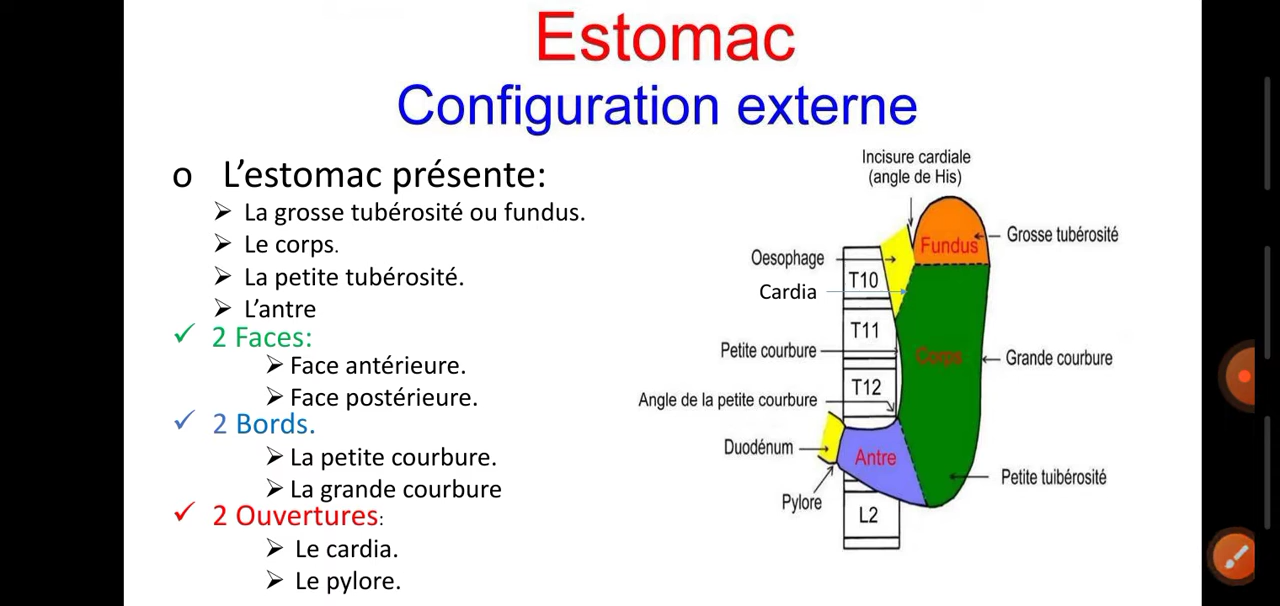 Estomac
Configuration externe
o L’estomac présente:
➢ La grosse tubérosité ou fundus.
➢ Le corps.
➢ La petite tubérosité.
➢ L’antre
✓ 2 Faces:
➢ Face antérieure.
➢ Face postérieure.
✓ 2 Bords.
➢ La petite courbure.
➢ La grande courbure
✓ 2 Ouvertures:
➢ Le cardia.
➢ Le pylore.
Incisure cardiale
(angle de His)
Fundus
Grosse tubérosité
Oesophage
T10
Cardia
T11
Petite courbure
Corps
Grande courbure
T12
Angle de la petite courbure
Duodénum
Antre
Petite tuibérosité
Pylore
L2